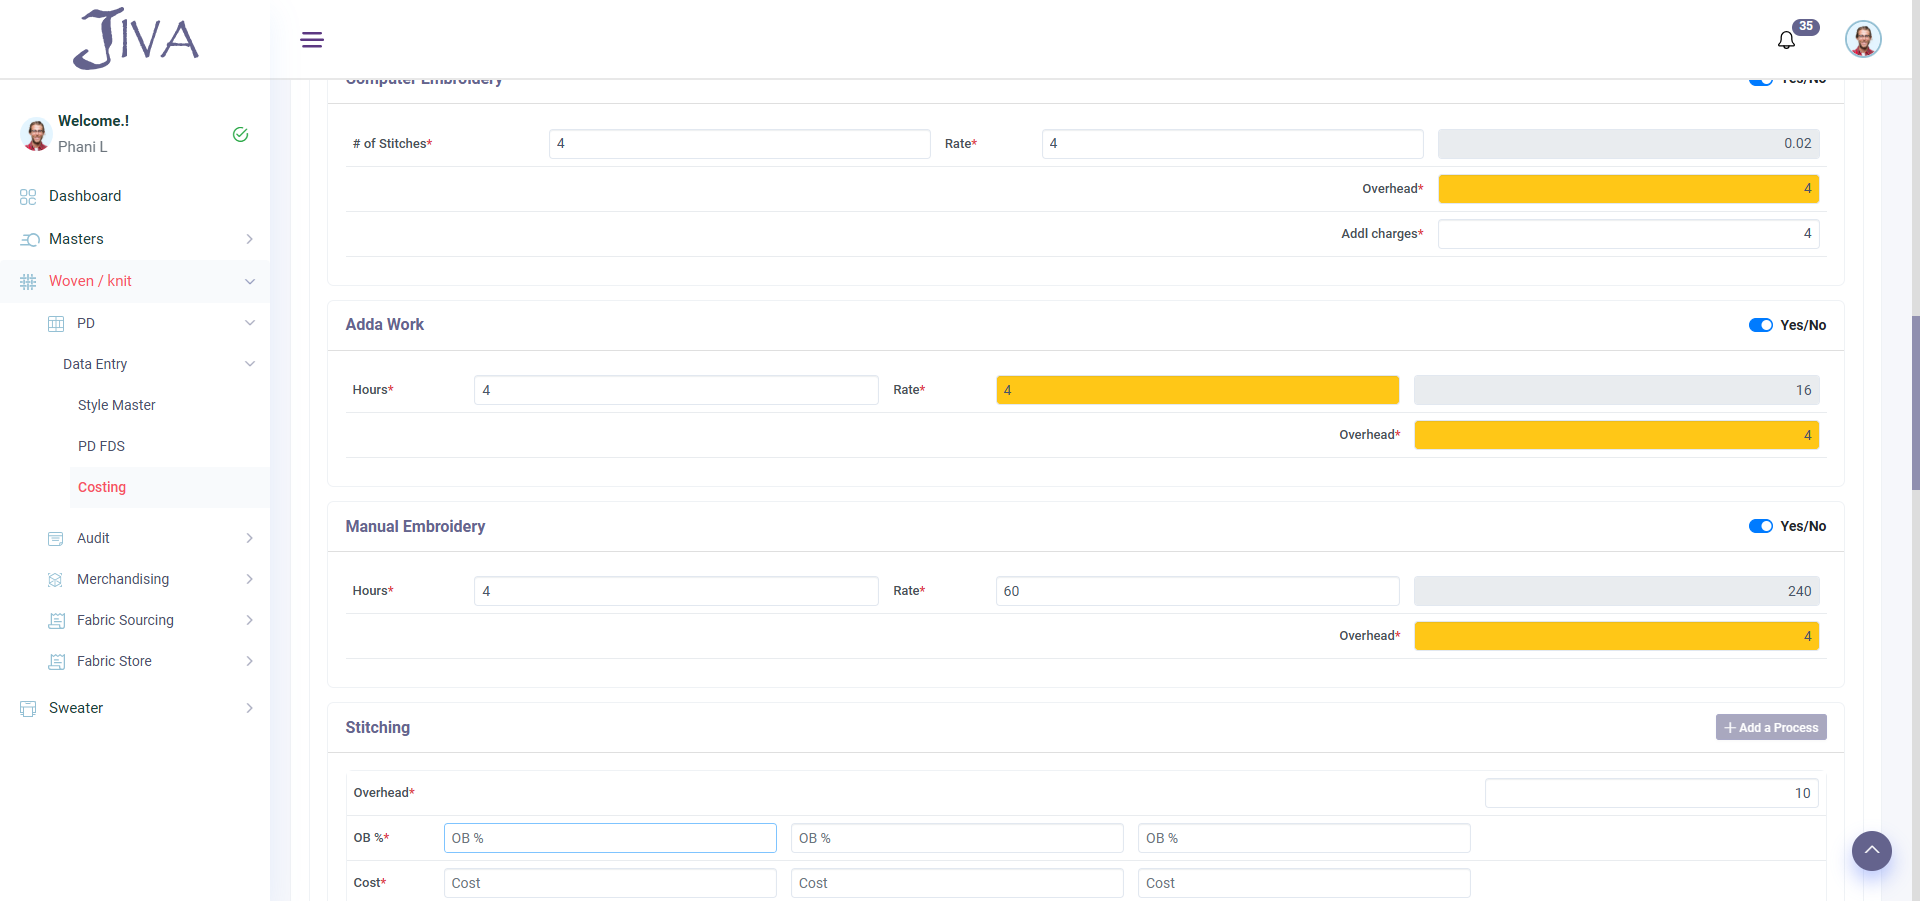 JIVA
35
Welcome.!
Phani L
Dashboard
Masters
Woven / knit
PD
Data Entry
Style Master
PD FDS
Costing
Audit
Merchandising
Fabric Sourcing
Fabric Store
Sweater
Computer Embroidery Yes/No
# of Stitches* 4 Rate* 4 0.02
Overhead* 4
Addl charges* 4
Adda Work Yes/No
Hours* 4 Rate* 4 16
Overhead* 4
Manual Embroidery Yes/No
Hours* 4 Rate* 60 240
Overhead* 4
Stitching + Add a Process
Overhead* 10
OB %* OB % OB % OB %
Cost* Cost Cost Cost